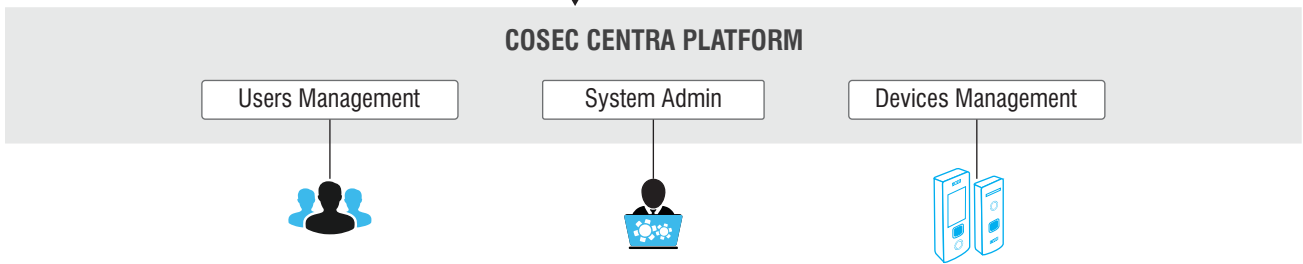 COSEC CENTRA PLATFORM
Users Management
System Admin
Devices Management